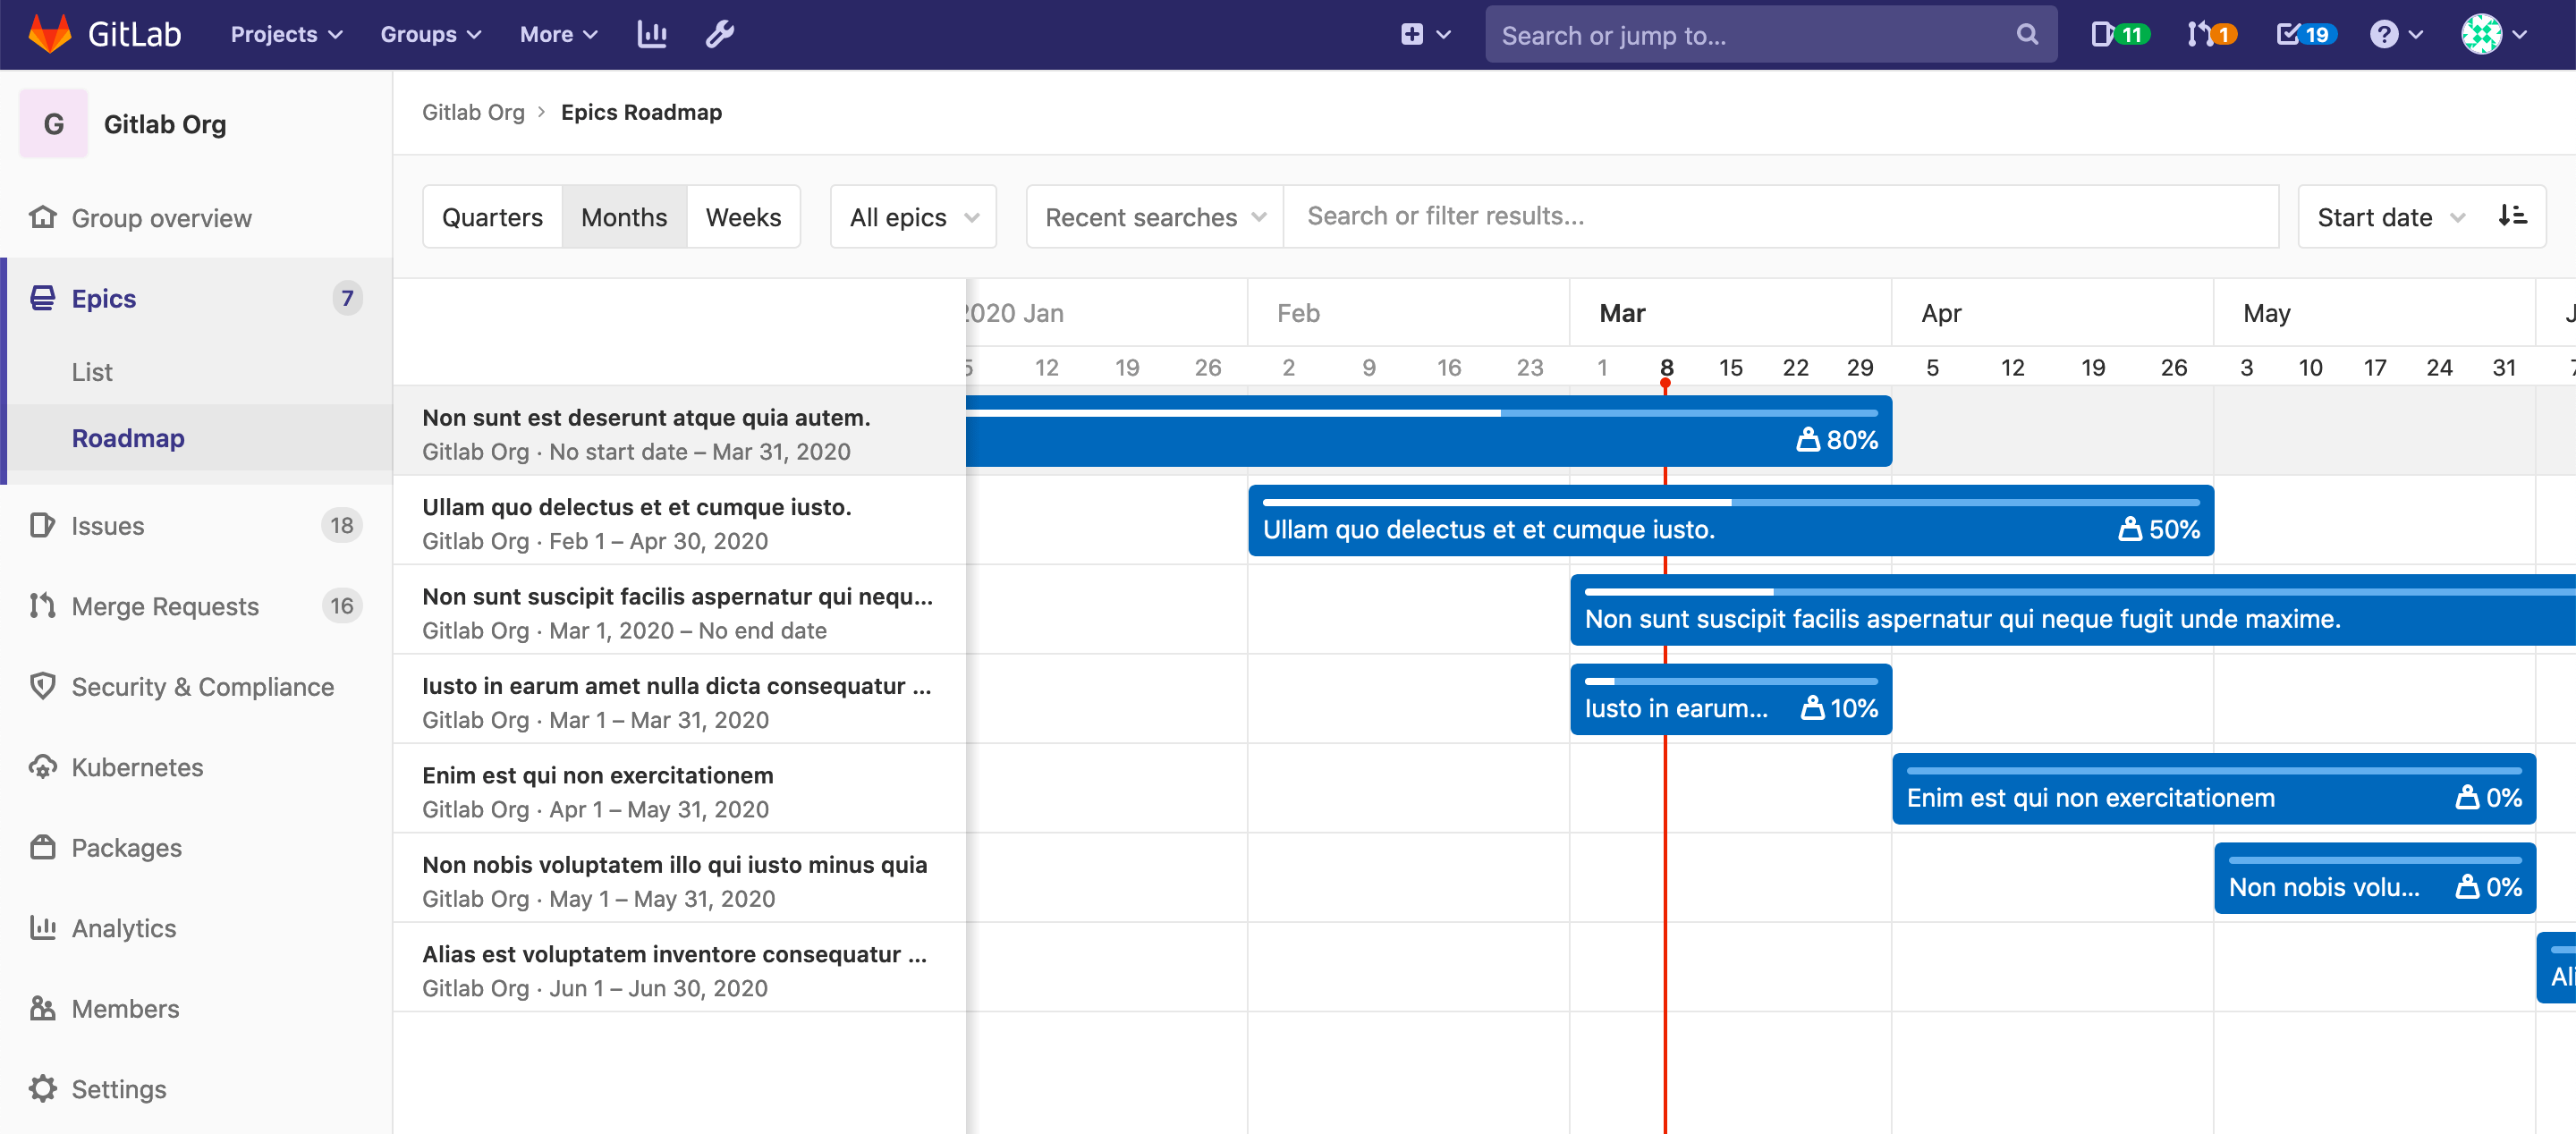 GitLab Projects Groups More Search or jump to... 11 1 19
G Gitlab Org
Gitlab Org › Epics Roadmap
Group overview
Epics 7
List
Roadmap
Issues 18
Merge Requests 16
Security & Compliance
Kubernetes
Packages
Analytics
Members
Settings
Quarters Months Weeks All epics Recent searches Search or filter results... Start date
2020 Jan Feb Mar Apr May
5 12 19 26 2 9 16 23 1 8 15 22 29 5 12 19 26 3 10 17 24 31 7
Non sunt est deserunt atque quia autem.
Gitlab Org · No start date – Mar 31, 2020
80%
Ullam quo delectus et et cumque iusto.
Gitlab Org · Feb 1 – Apr 30, 2020
Ullam quo delectus et et cumque iusto. 50%
Non sunt suscipit facilis aspernatur qui nequ...
Gitlab Org · Mar 1, 2020 – No end date
Non sunt suscipit facilis aspernatur qui neque fugit unde maxime.
Iusto in earum amet nulla dicta consequatur ...
Gitlab Org · Mar 1 – Mar 31, 2020
Iusto in earum... 10%
Enim est qui non exercitationem
Gitlab Org · Apr 1 – May 31, 2020
Enim est qui non exercitationem 0%
Non nobis voluptatem illo qui iusto minus quia
Gitlab Org · May 1 – May 31, 2020
Non nobis volu... 0%
Alias est voluptatem inventore consequatur ...
Gitlab Org · Jun 1 – Jun 30, 2020
Ali